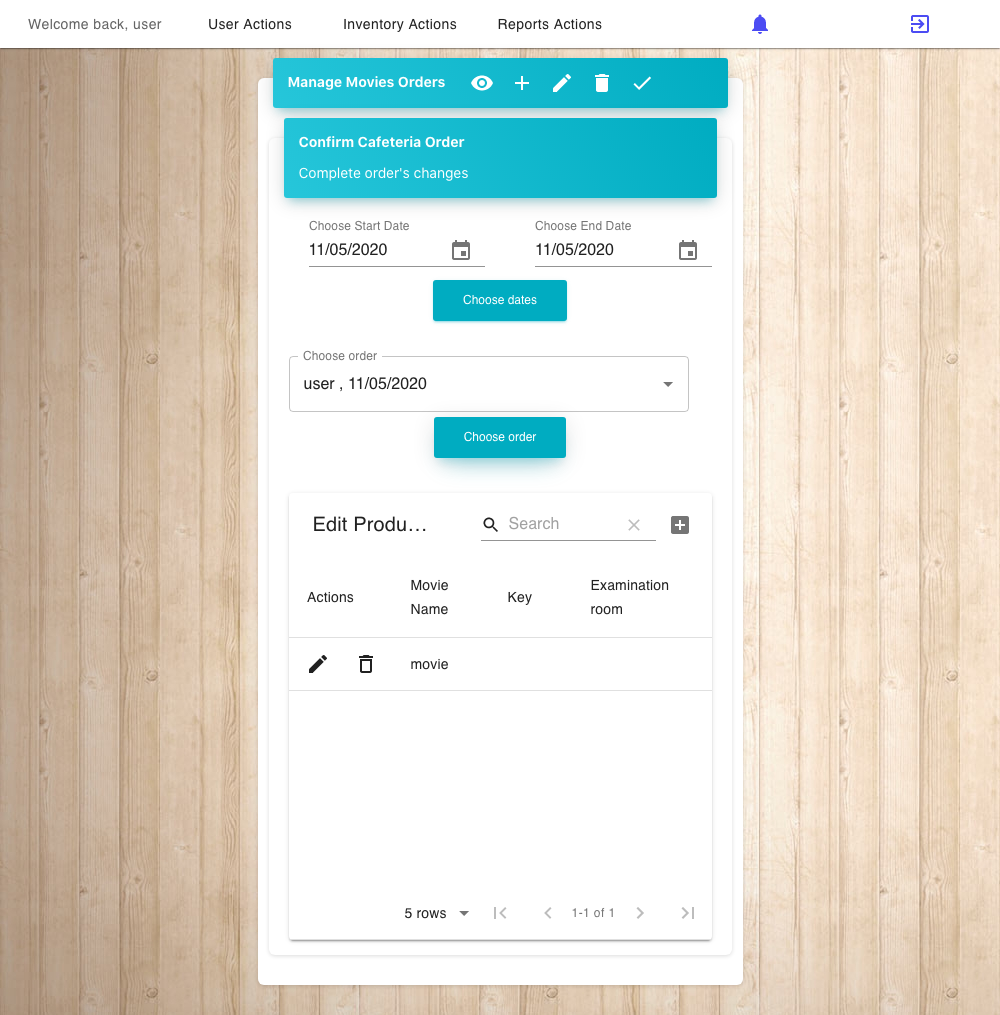 Welcome back, user
User Actions
Inventory Actions
Reports Actions
Manage Movies Orders
Confirm Cafeteria Order
Complete order's changes
Choose Start Date
Choose End Date
11/05/2020
11/05/2020
Choose dates
Choose order
user , 11/05/2020
Choose order
Edit Produ…
Search
Actions
Movie
Name
Key
Examination
room
movie
5 rows
1-1 of 1